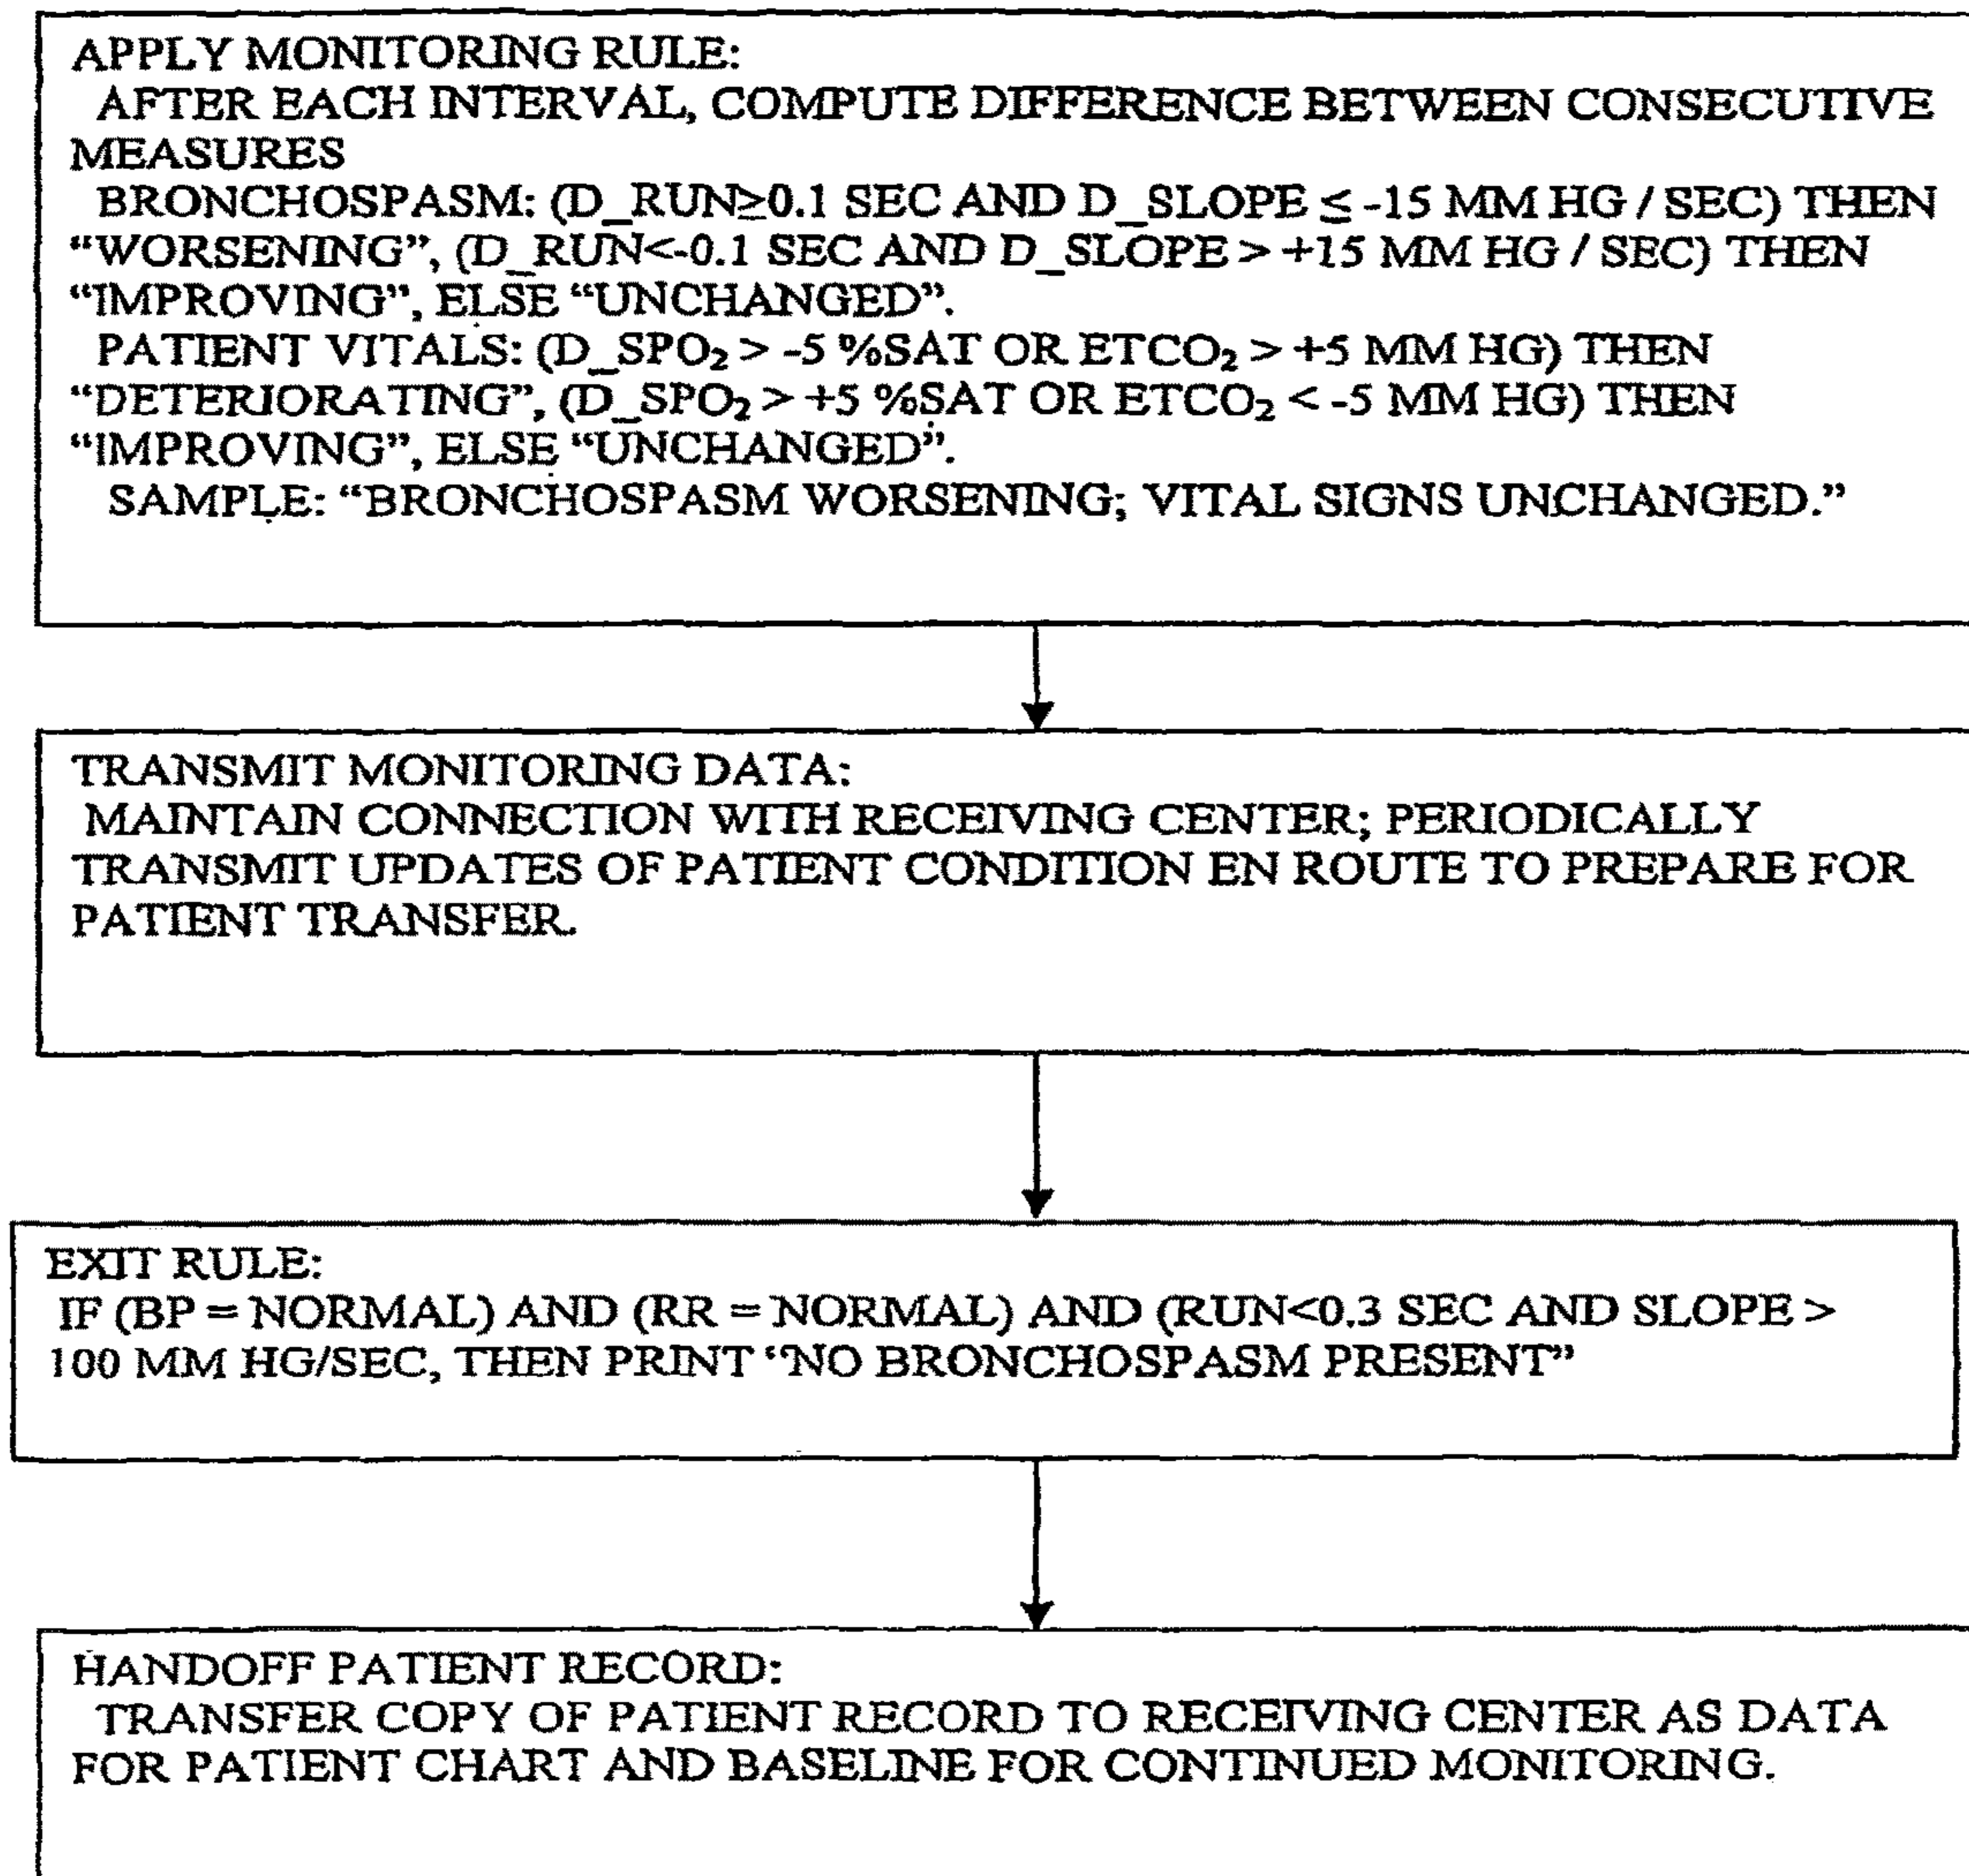 APPLY MONITORING RULE:
AFTER EACH INTERVAL, COMPUTE DIFFERENCE BETWEEN CONSECUTIVE
MEASURES
BRONCHOSPASM: (D_RUN≥0.1 SEC AND D_SLOPE ≤ -15 MM HG / SEC) THEN
“WORSENING”, (D_RUN<-0.1 SEC AND D_SLOPE > +15 MM HG / SEC) THEN
“IMPROVING”, ELSE “UNCHANGED”.
PATIENT VITALS: (D_SPO₂ > -5 %SAT OR ETCO₂ > +5 MM HG) THEN
“DETERIORATING”, (D_SPO₂ > +5 %SAT OR ETCO₂ < -5 MM HG) THEN
“IMPROVING”, ELSE “UNCHANGED”.
SAMPLE: “BRONCHOSPASM WORSENING; VITAL SIGNS UNCHANGED.”
TRANSMIT MONITORING DATA:
MAINTAIN CONNECTION WITH RECEIVING CENTER; PERIODICALLY
TRANSMIT UPDATES OF PATIENT CONDITION EN ROUTE TO PREPARE FOR
PATIENT TRANSFER.
EXIT RULE:
IF (BP = NORMAL) AND (RR = NORMAL) AND (RUN<0.3 SEC AND SLOPE >
100 MM HG/SEC, THEN PRINT “NO BRONCHOSPASM PRESENT”
HANDOFF PATIENT RECORD:
TRANSFER COPY OF PATIENT RECORD TO RECEIVING CENTER AS DATA
FOR PATIENT CHART AND BASELINE FOR CONTINUED MONITORING.